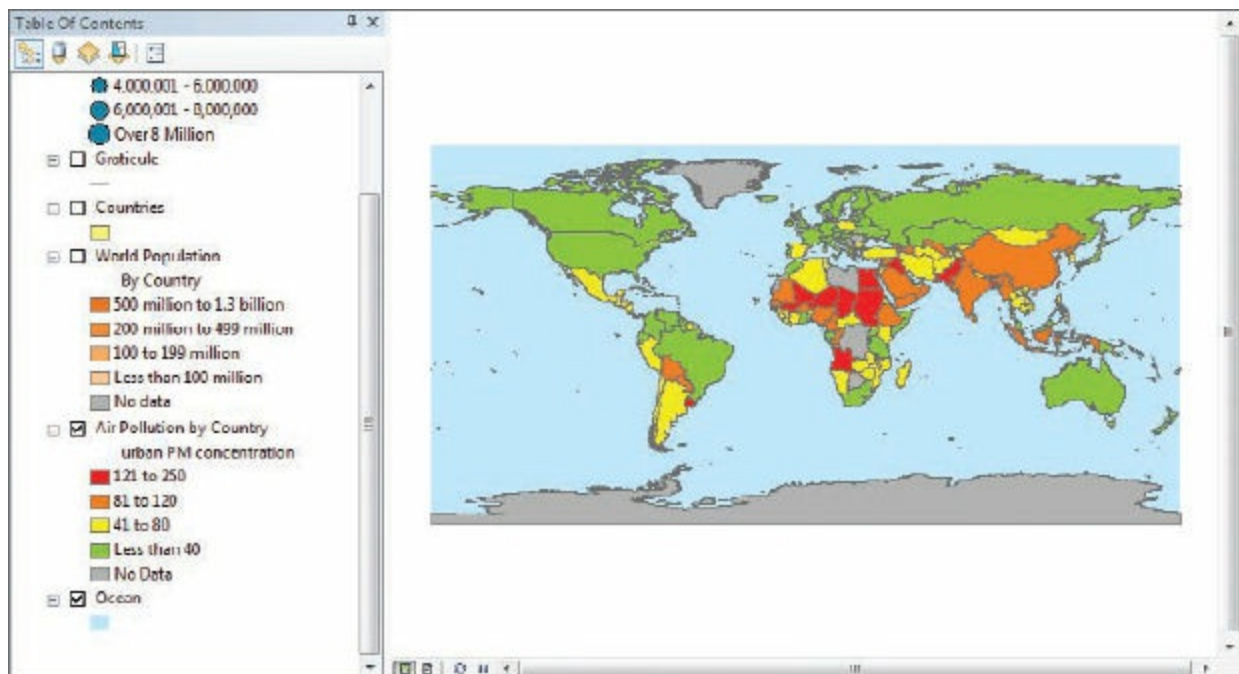 Table Of Contents
4,000,001 - 6,000,000
6,000,001 - 8,000,000
Over 8 Million
Graticule
Countries
World Population
By Country
500 million to 1.3 billion
200 million to 499 million
100 to 199 million
Less than 100 million
No data
Air Pollution by Country
urban PM concentration
121 to 250
81 to 120
41 to 80
Less than 40
No Data
Ocean